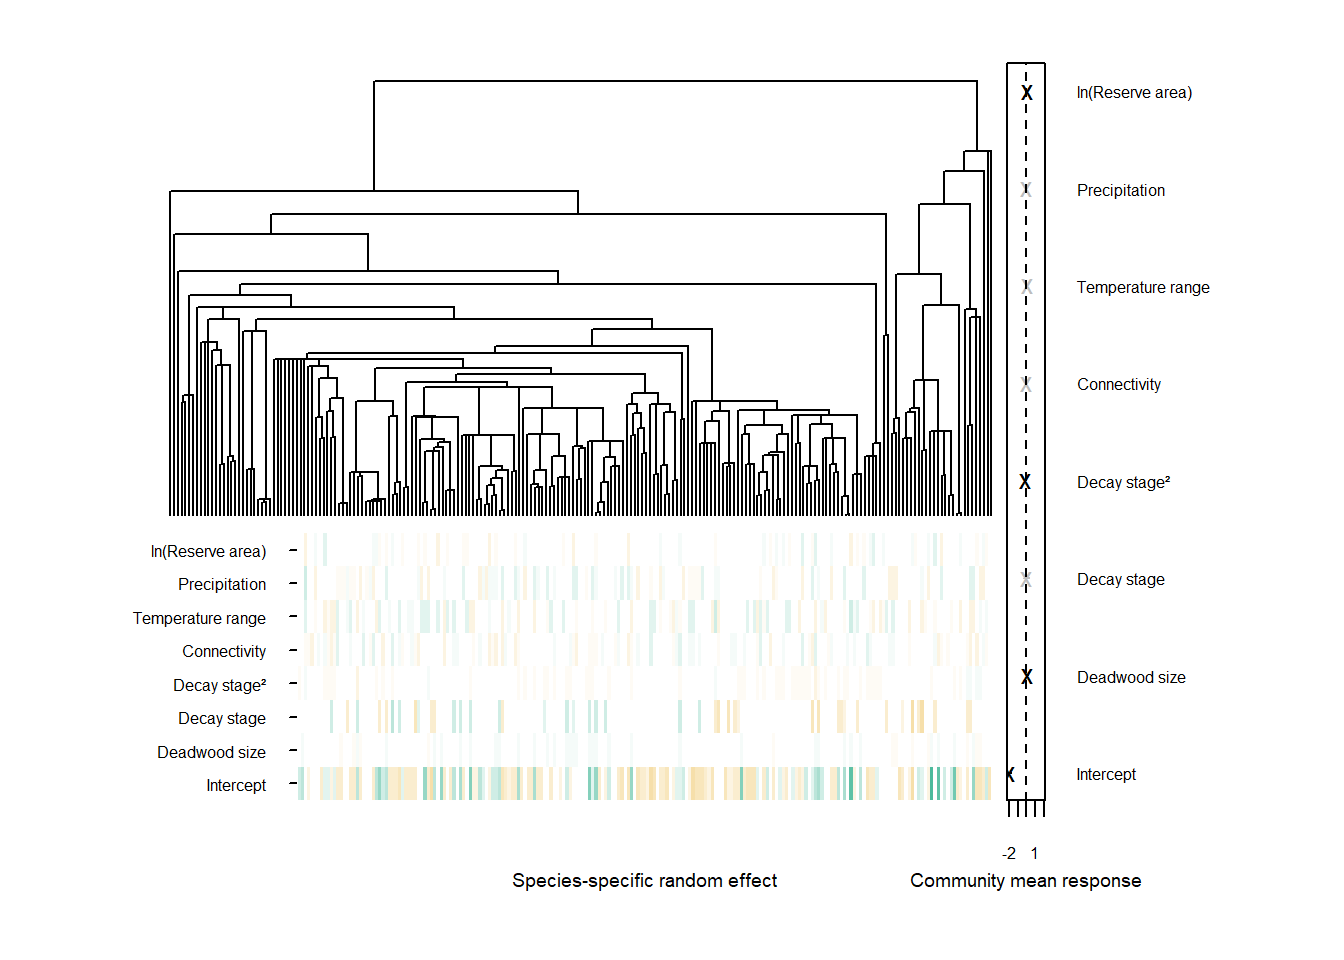 ln(Reserve area)
Precipitation
Temperature range
Connectivity
Decay stage²
Decay stage
Deadwood size
Intercept
X ln(Reserve area)
X Precipitation
X Temperature range
X Connectivity
X Decay stage²
X Decay stage
X Deadwood size
X Intercept
-2 1
Species-specific random effect
Community mean response